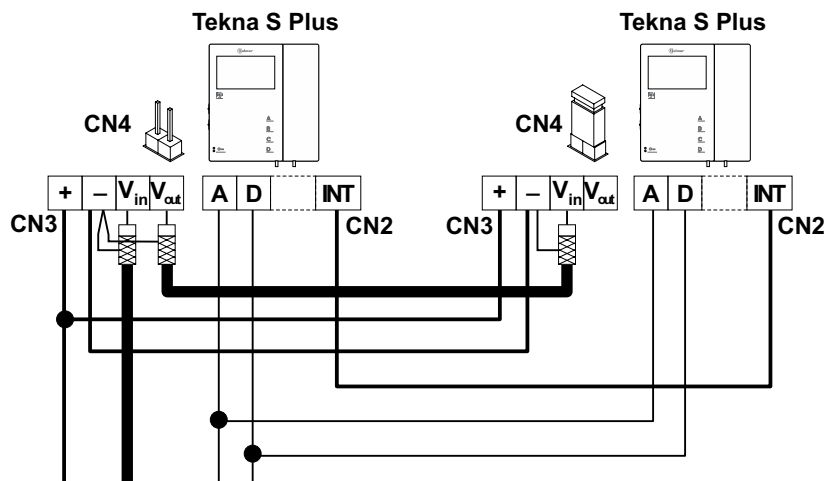 Tekna S Plus
Tekna S Plus
CN4
CN4
A
B
C
D
A
B
C
D
+ – Vin Vout
A D INT
+ – Vin Vout
A D INT
CN3
CN2
CN3
CN2